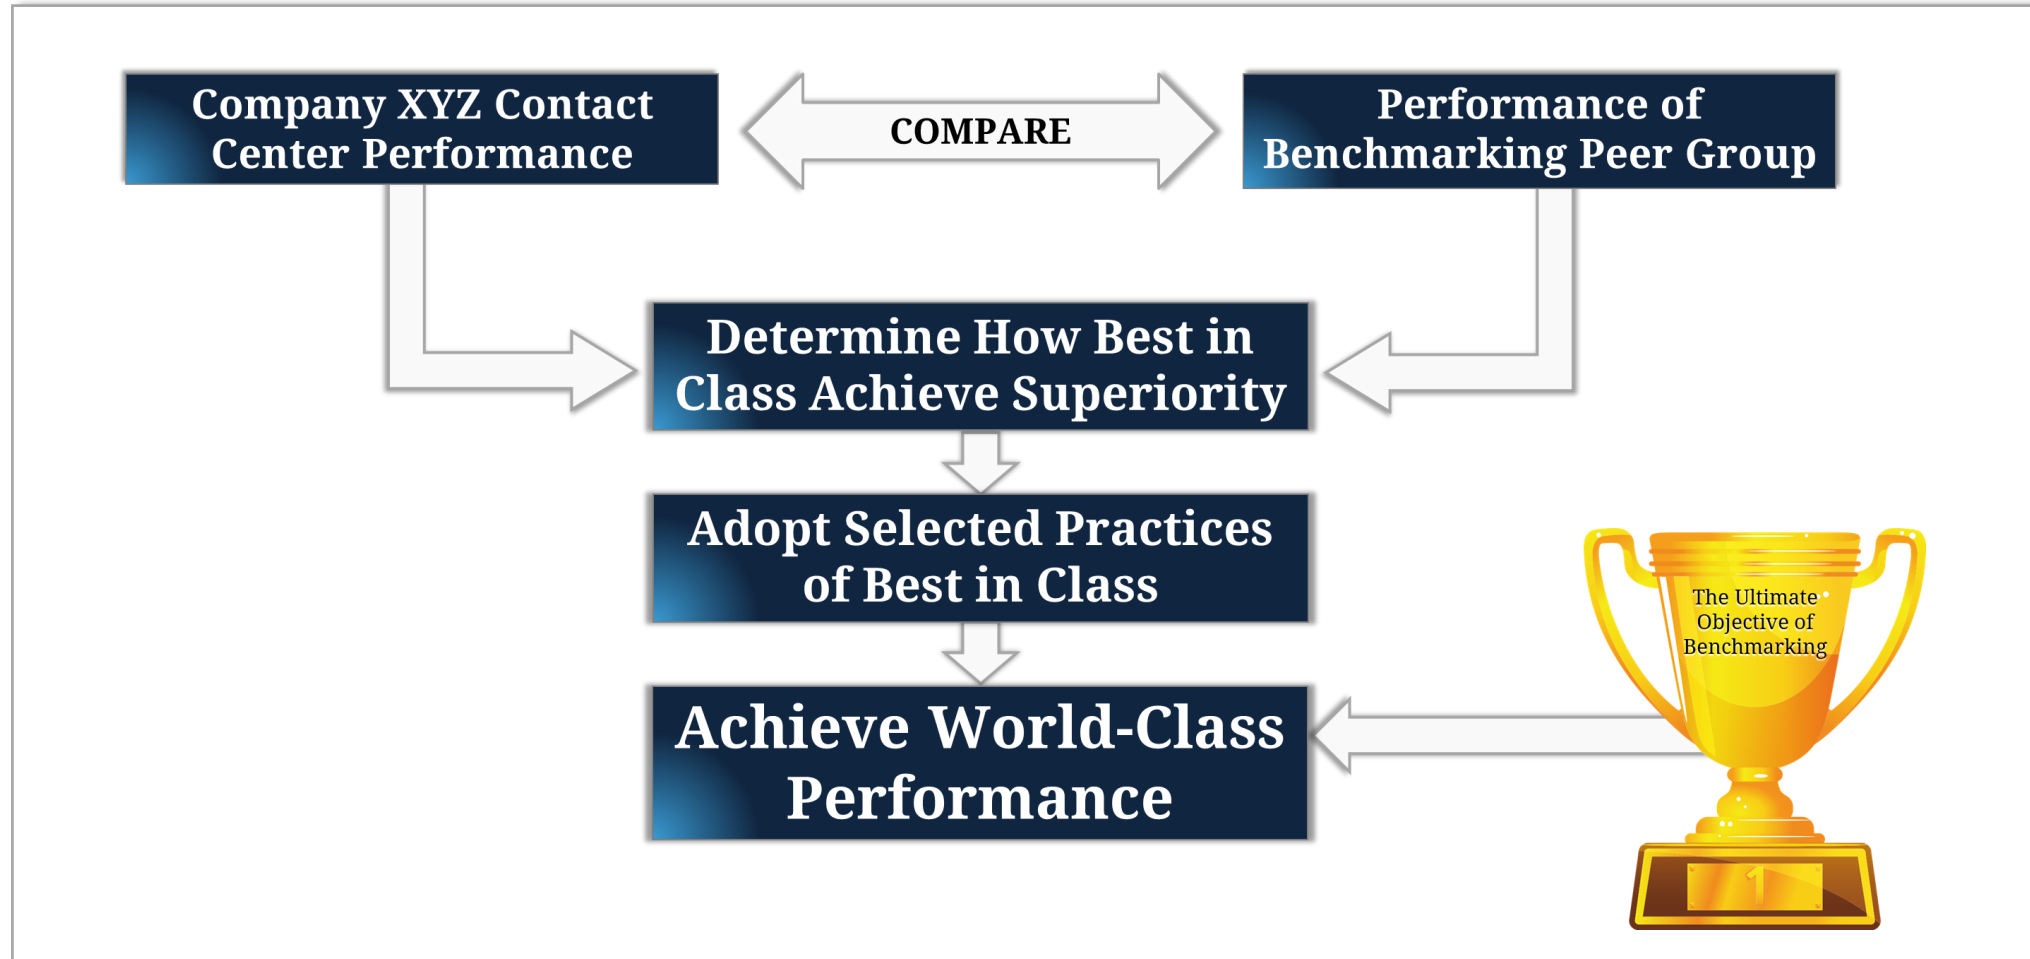 Company XYZ Contact
Center Performance
COMPARE
Performance of
Benchmarking Peer Group
Determine How Best in
Class Achieve Superiority
Adopt Selected Practices
of Best in Class
The Ultimate
Objective of
Benchmarking
Achieve World-Class
Performance
1